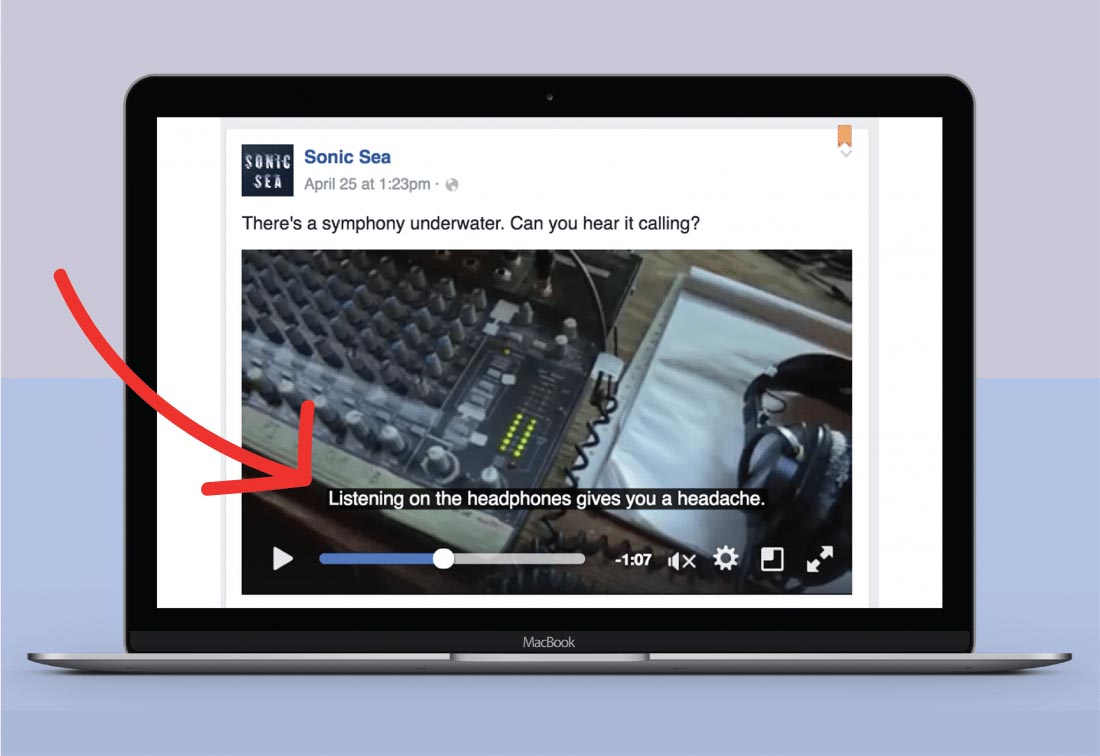 SONIC
SEA
Sonic Sea
April 25 at 1:23pm ·
There's a symphony underwater. Can you hear it calling?
Listening on the headphones gives you a headache.
-1:07
MacBook